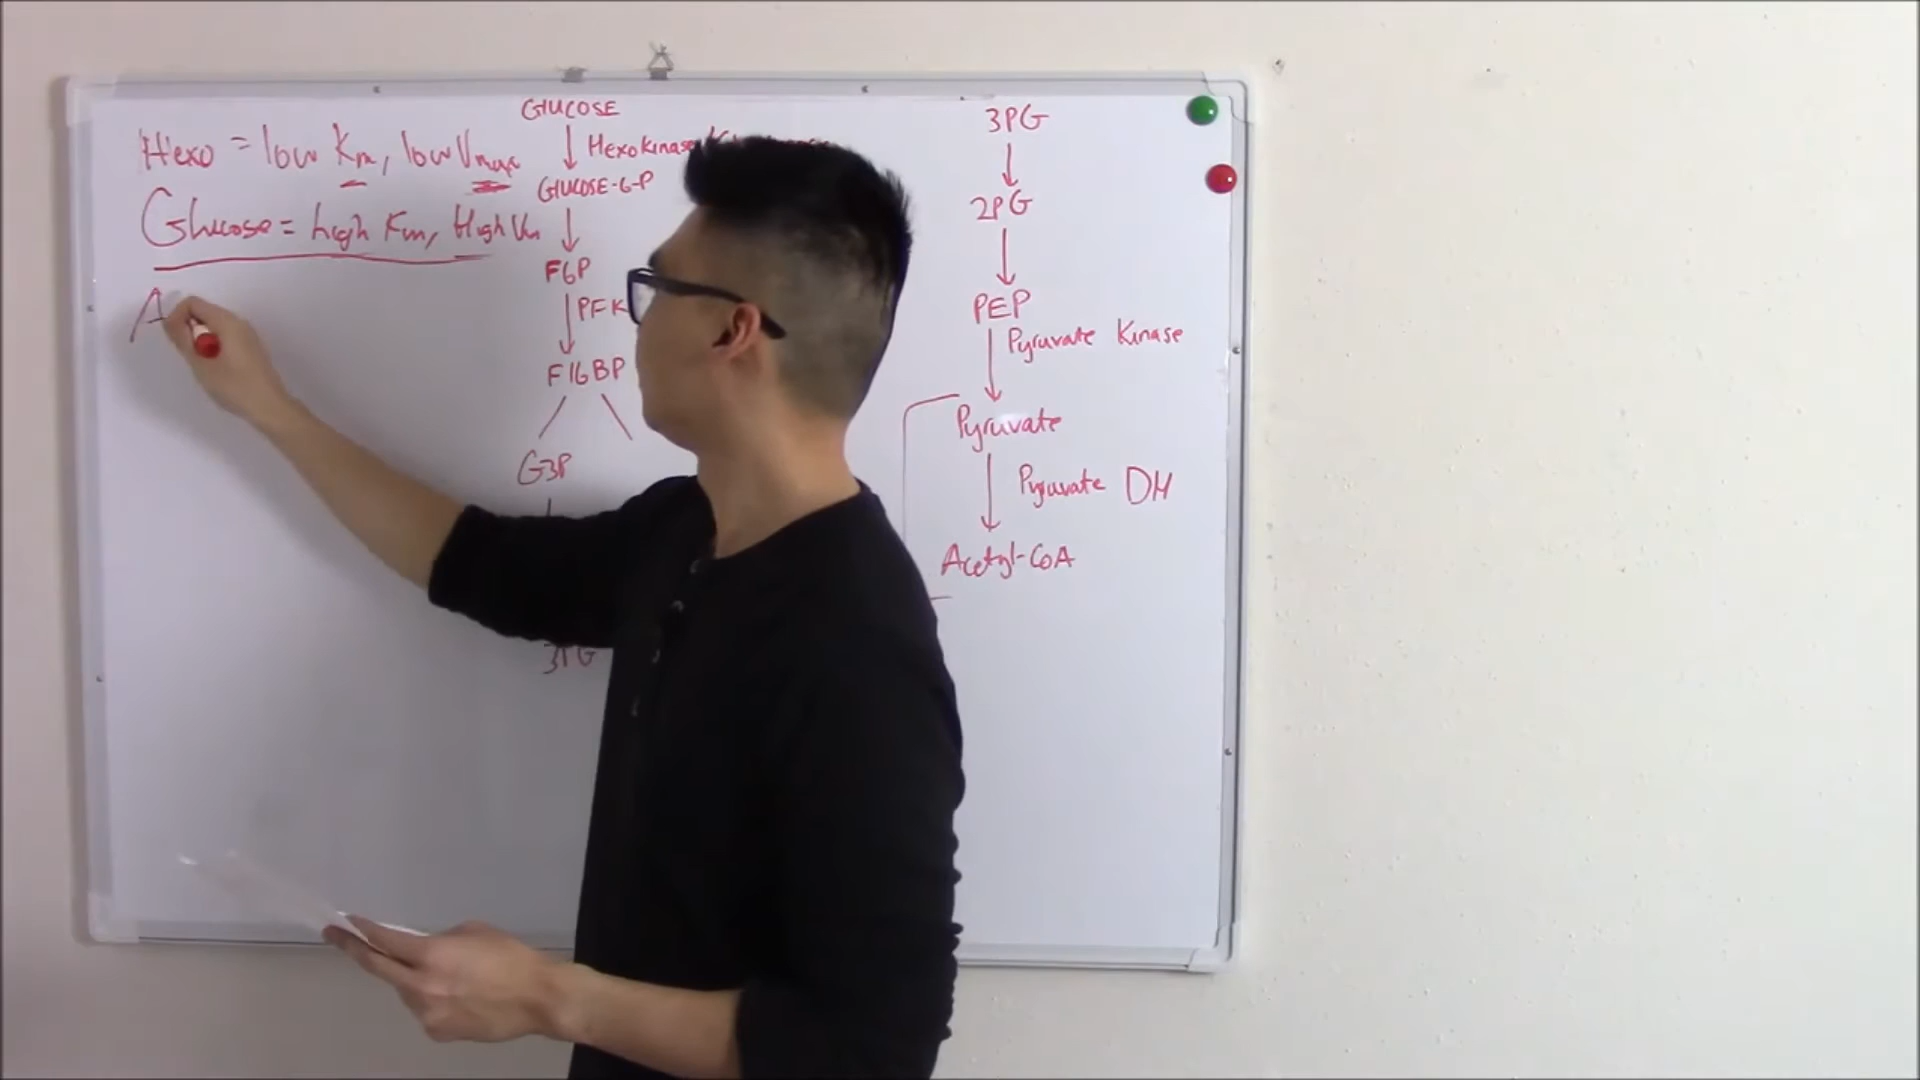 Hexo = low Km, low Vmax
Glucose = high Km, High Vm
A
GLUCOSE
Hexokinase
GLUCOSE-6-P
F6P
PFK
F16BP
G3P
3PG
3PG
2PG
PEP
Pyruvate Kinase
Pyruvate
Pyruvate DH
Acetyl-CoA